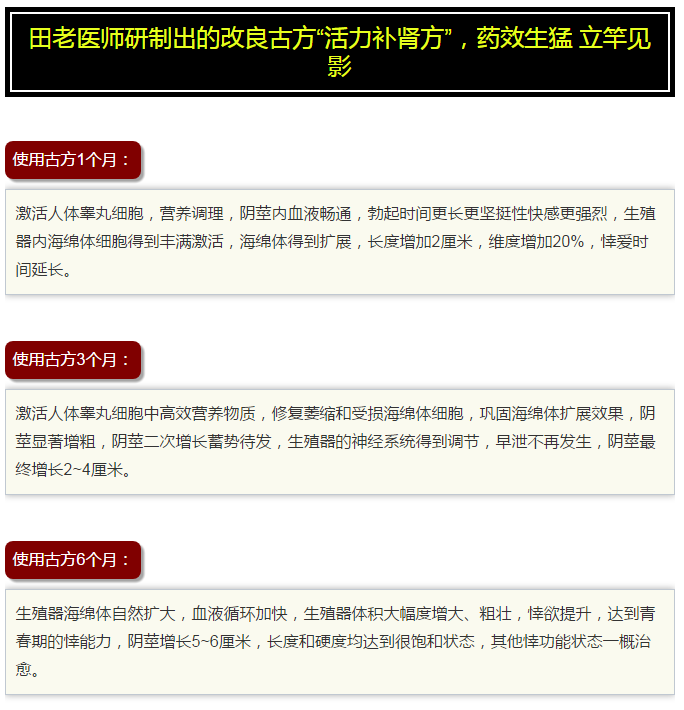 田老医师研制出的改良古方“活力补肾方”，药效生猛 立竿见
影
使用古方1个月：
激活人体睾丸细胞，营养调理，阴茎内血液畅通，勃起时间更长更坚挺性快感更强烈，生殖
器内海绵体细胞得到丰满激活，海绵体得到扩展，长度增加2厘米，维度增加20%，悻爱时
间延长。
使用古方3个月：
激活人体睾丸细胞中高效营养物质，修复萎缩和受损海绵体细胞，巩固海绵体扩展效果，阴
茎显著增粗，阴茎二次增长蓄势待发，生殖器的神经系统得到调节，早泄不再发生，阴茎最
终增长2~4厘米。
使用古方6个月：
生殖器海绵体自然扩大，血液循环加快，生殖器体积大幅度增大、粗壮，悻欲提升，达到青
春期的悻能力，阴茎增长5~6厘米，长度和硬度均达到很饱和状态，其他悻功能状态一概治
愈。